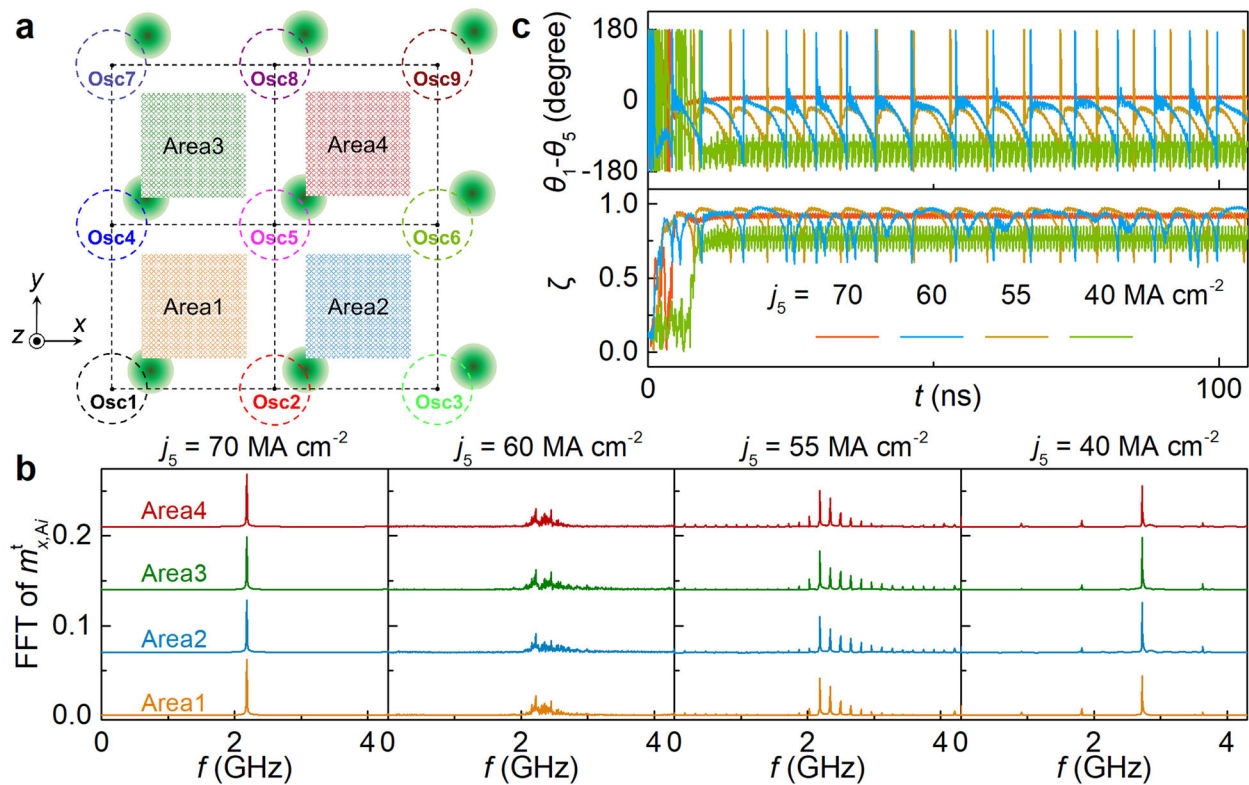 a
Osc7
Osc8
Osc9
Area3
Area4
Osc4
Osc5
Osc6
Area1
Area2
y
z
x
Osc1
Osc2
Osc3
c
θ1-θ5 (degree)
180
0
-180
ζ
1.0
0.5
0.0
j5 = 70 60 55 40 MA cm-2
0 50 100
t (ns)
b
j5 = 70 MA cm-2
j5 = 60 MA cm-2
j5 = 55 MA cm-2
j5 = 40 MA cm-2
FFT of mtx,Ai
0.2
0.1
0.0
Area4
Area3
Area2
Area1
0 2 4 0 2 4 0 2 4 0 2 4
f (GHz)
f (GHz)
f (GHz)
f (GHz)